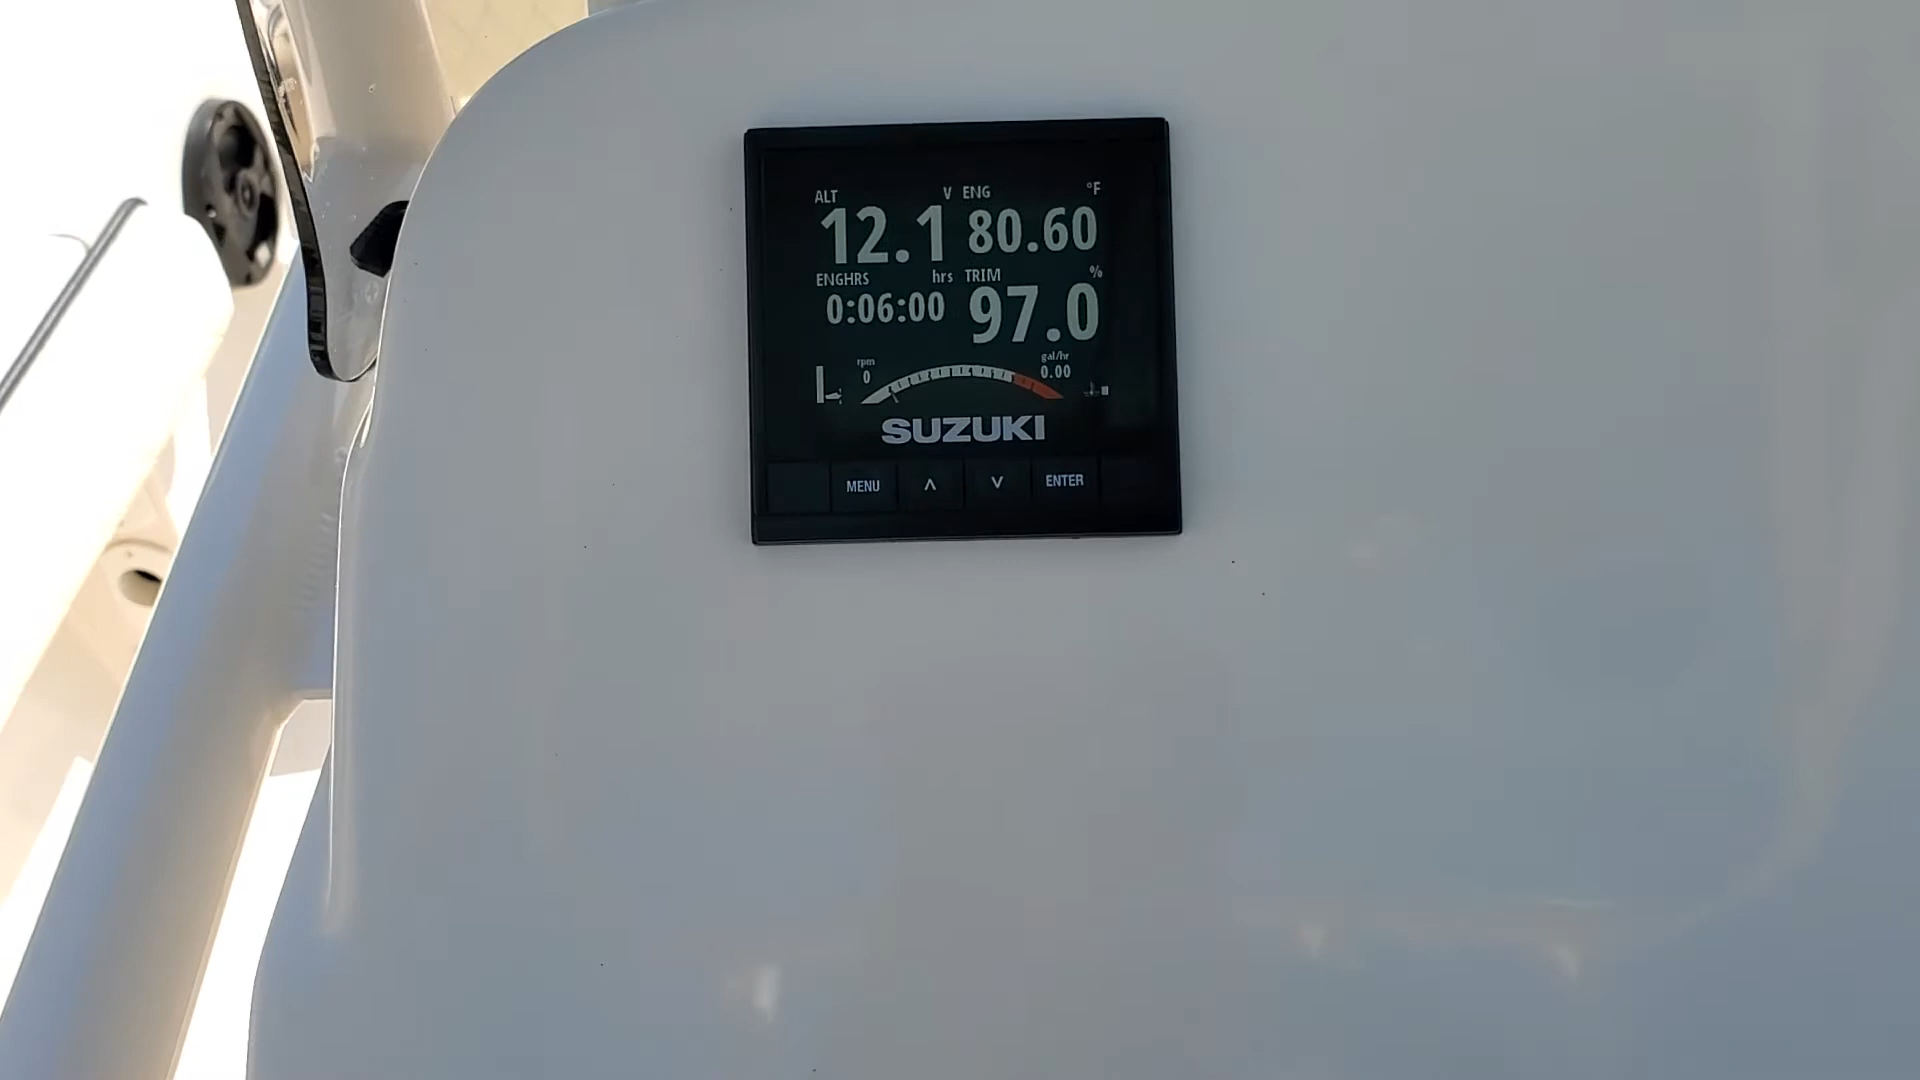 ALT V ENG °F
12.1 80.60
ENGHRS hrs TRIM %
0:06:00 97.0
rpm gal/hr
0 0.00
SUZUKI
MENU ∧ ∨ ENTER